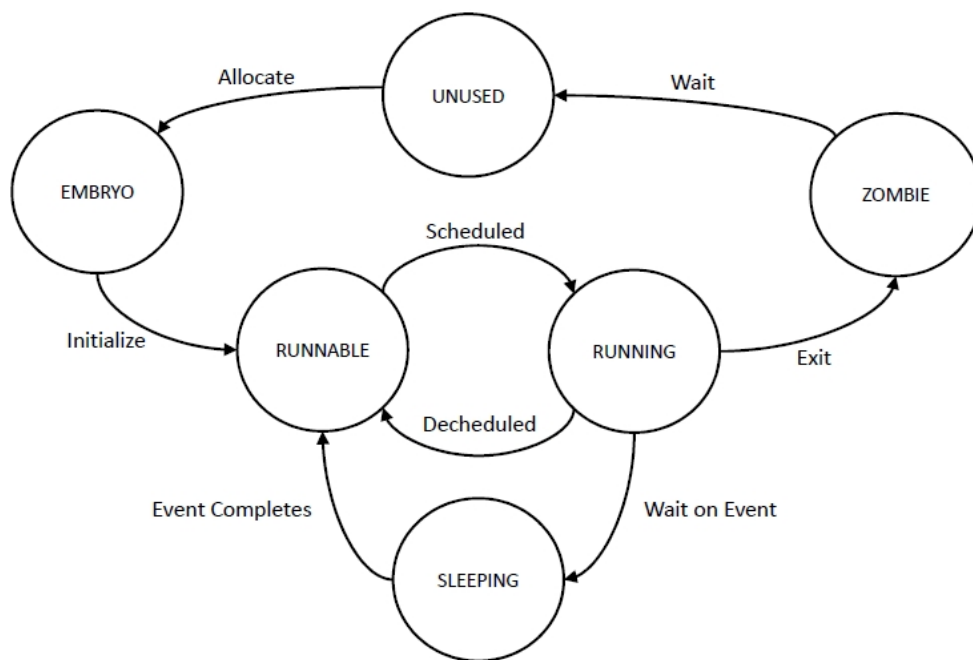 Allocate
UNUSED
Wait
EMBRYO
ZOMBIE
Scheduled
Initialize
RUNNABLE
RUNNING
Exit
Decheduled
Event Completes
Wait on Event
SLEEPING